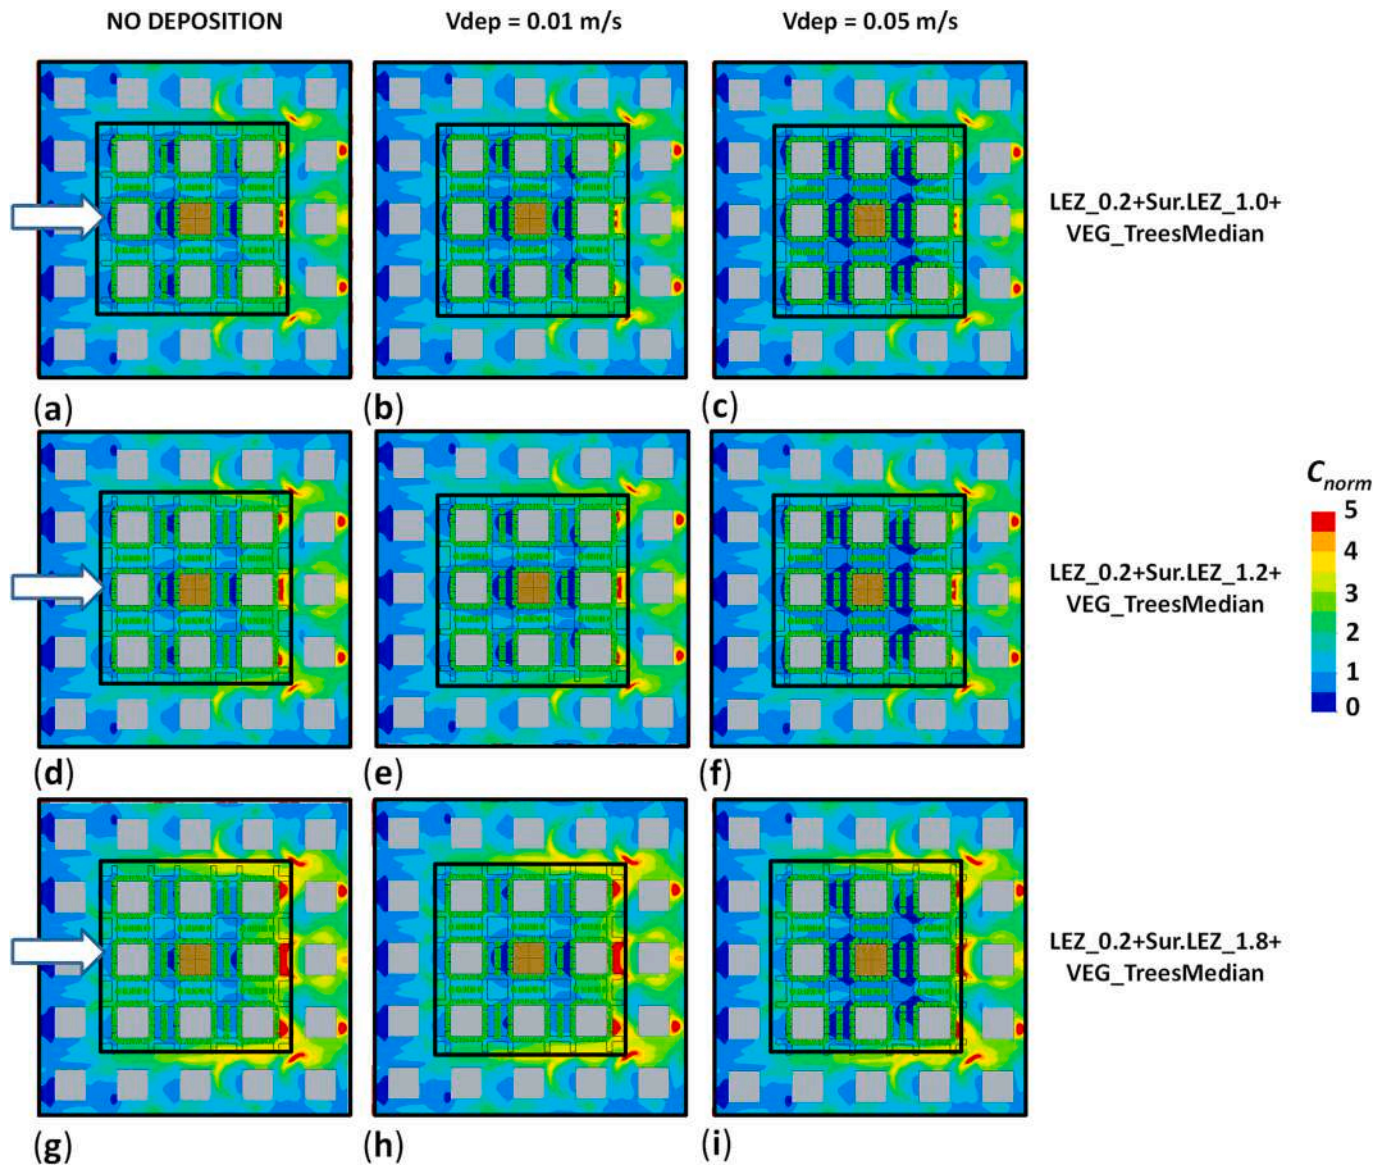 NO DEPOSITION
Vdep = 0.01 m/s
Vdep = 0.05 m/s
LEZ_0.2+Sur.LEZ_1.0+
VEG_TreesMedian
(a)
(b)
(c)
LEZ_0.2+Sur.LEZ_1.2+
VEG_TreesMedian
(d)
(e)
(f)
LEZ_0.2+Sur.LEZ_1.8+
VEG_TreesMedian
(g)
(h)
(i)
Cnorm
5
4
3
2
1
0